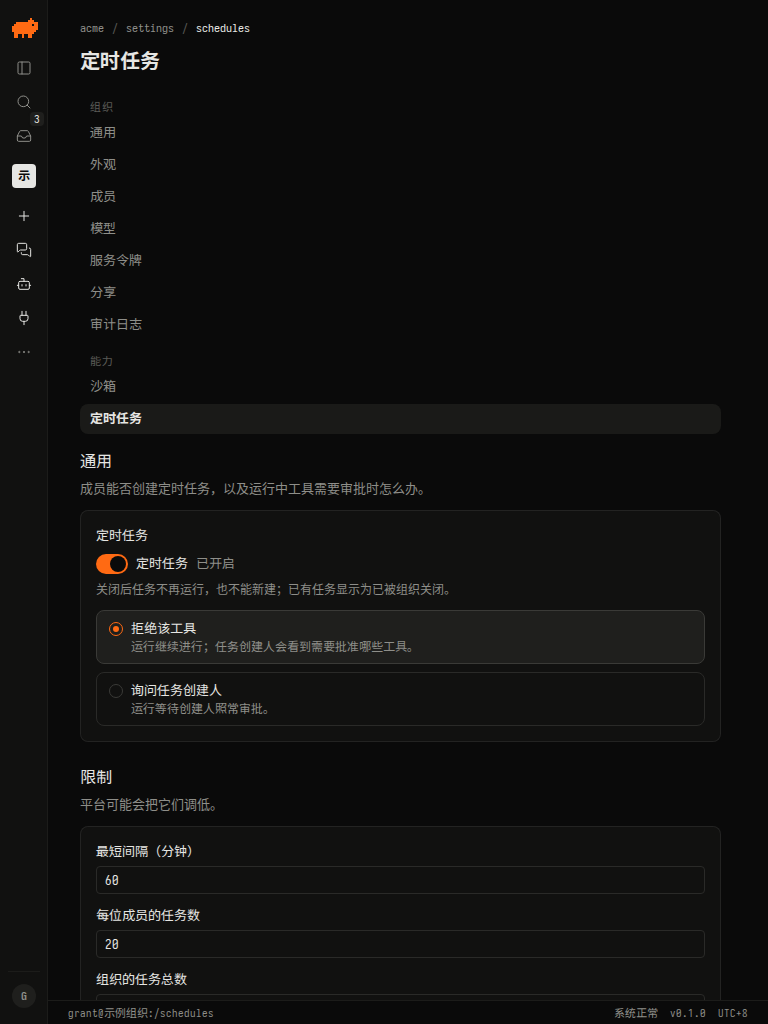 acme / settings / schedules
定时任务
3
示
组织
通用
外观
成员
模型
服务令牌
分享
审计日志
能力
沙箱
定时任务
通用
成员能否创建定时任务，以及运行中工具需要审批时怎么办。
定时任务
定时任务 已开启
关闭后任务不再运行，也不能新建；已有任务显示为已被组织关闭。
拒绝该工具
运行继续进行；任务创建人会看到需要批准哪些工具。
询问任务创建人
运行等待创建人照常审批。
限制
平台可能会把它们调低。
最短间隔（分钟）
60
每位成员的任务数
20
组织的任务总数
G
grant@示例组织:/schedules
系统正常 v0.1.0 UTC+8